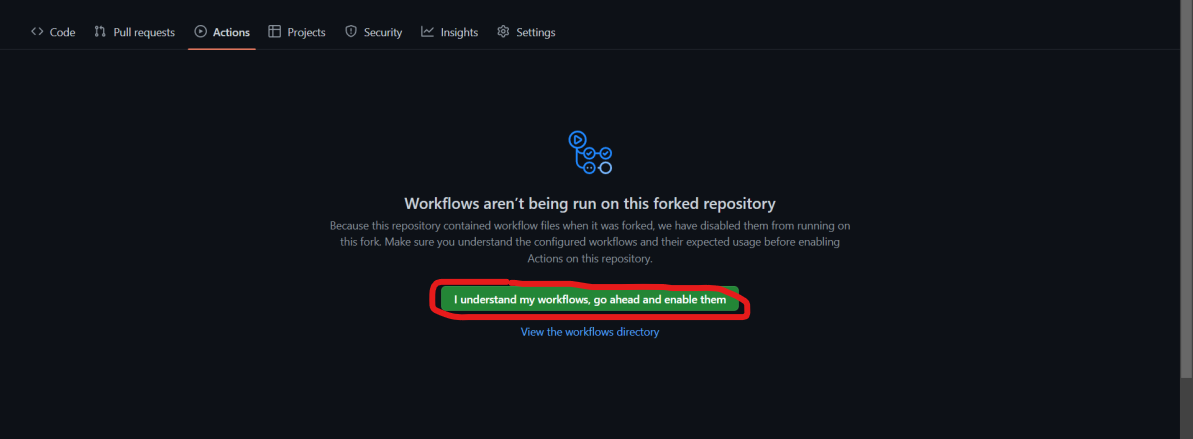 Code Pull requests Actions Projects Security Insights Settings
Workflows aren't being run on this forked repository
Because this repository contained workflow files when it was forked, we have disabled them from running on
this fork. Make sure you understand the configured workflows and their expected usage before enabling
Actions on this repository.
I understand my workflows, go ahead and enable them
View the workflows directory